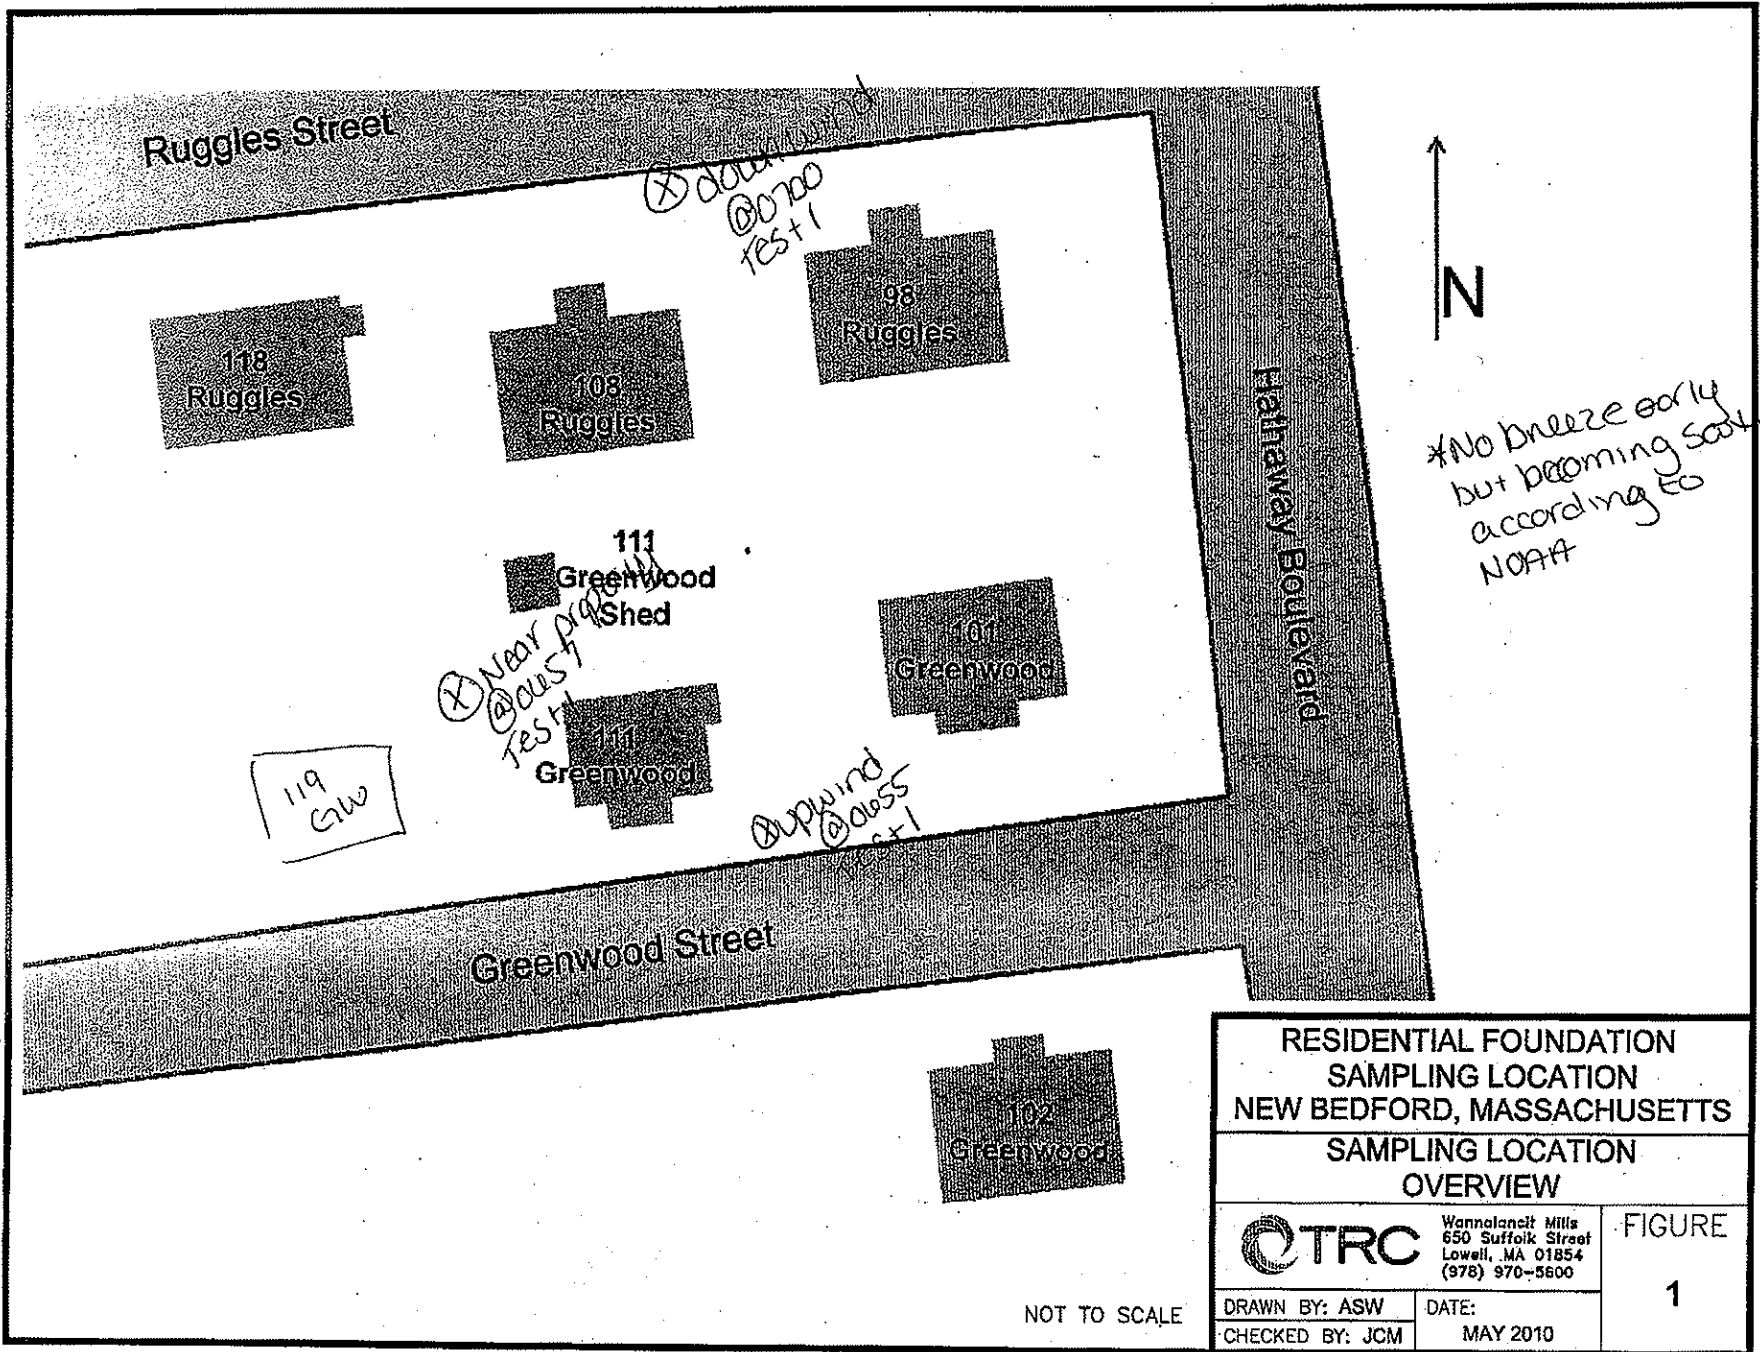 Ruggles Street
Ⓧ downwind
@0700
Test 1
98
Ruggles
118
Ruggles
108
Ruggles
N
Hathaway Boulevard
*No breeze early
but becoming
according to
NOAA
111
Greenwood
Shed
Ⓧ Near property
@0657
Test 1
101
Greenwood
111
Greenwood
119
GW
Ⓧ upwind
@0655
Test 1
Greenwood Street
102
Greenwood
NOT TO SCALE
RESIDENTIAL FOUNDATION
SAMPLING LOCATION
NEW BEDFORD, MASSACHUSETTS
SAMPLING LOCATION
OVERVIEW
TRC
Wannalancit Mills
650 Suffolk Street
Lowell, MA 01854
(978) 970-5600
FIGURE
1
DRAWN BY: ASW
CHECKED BY: JCM
DATE:
MAY 2010